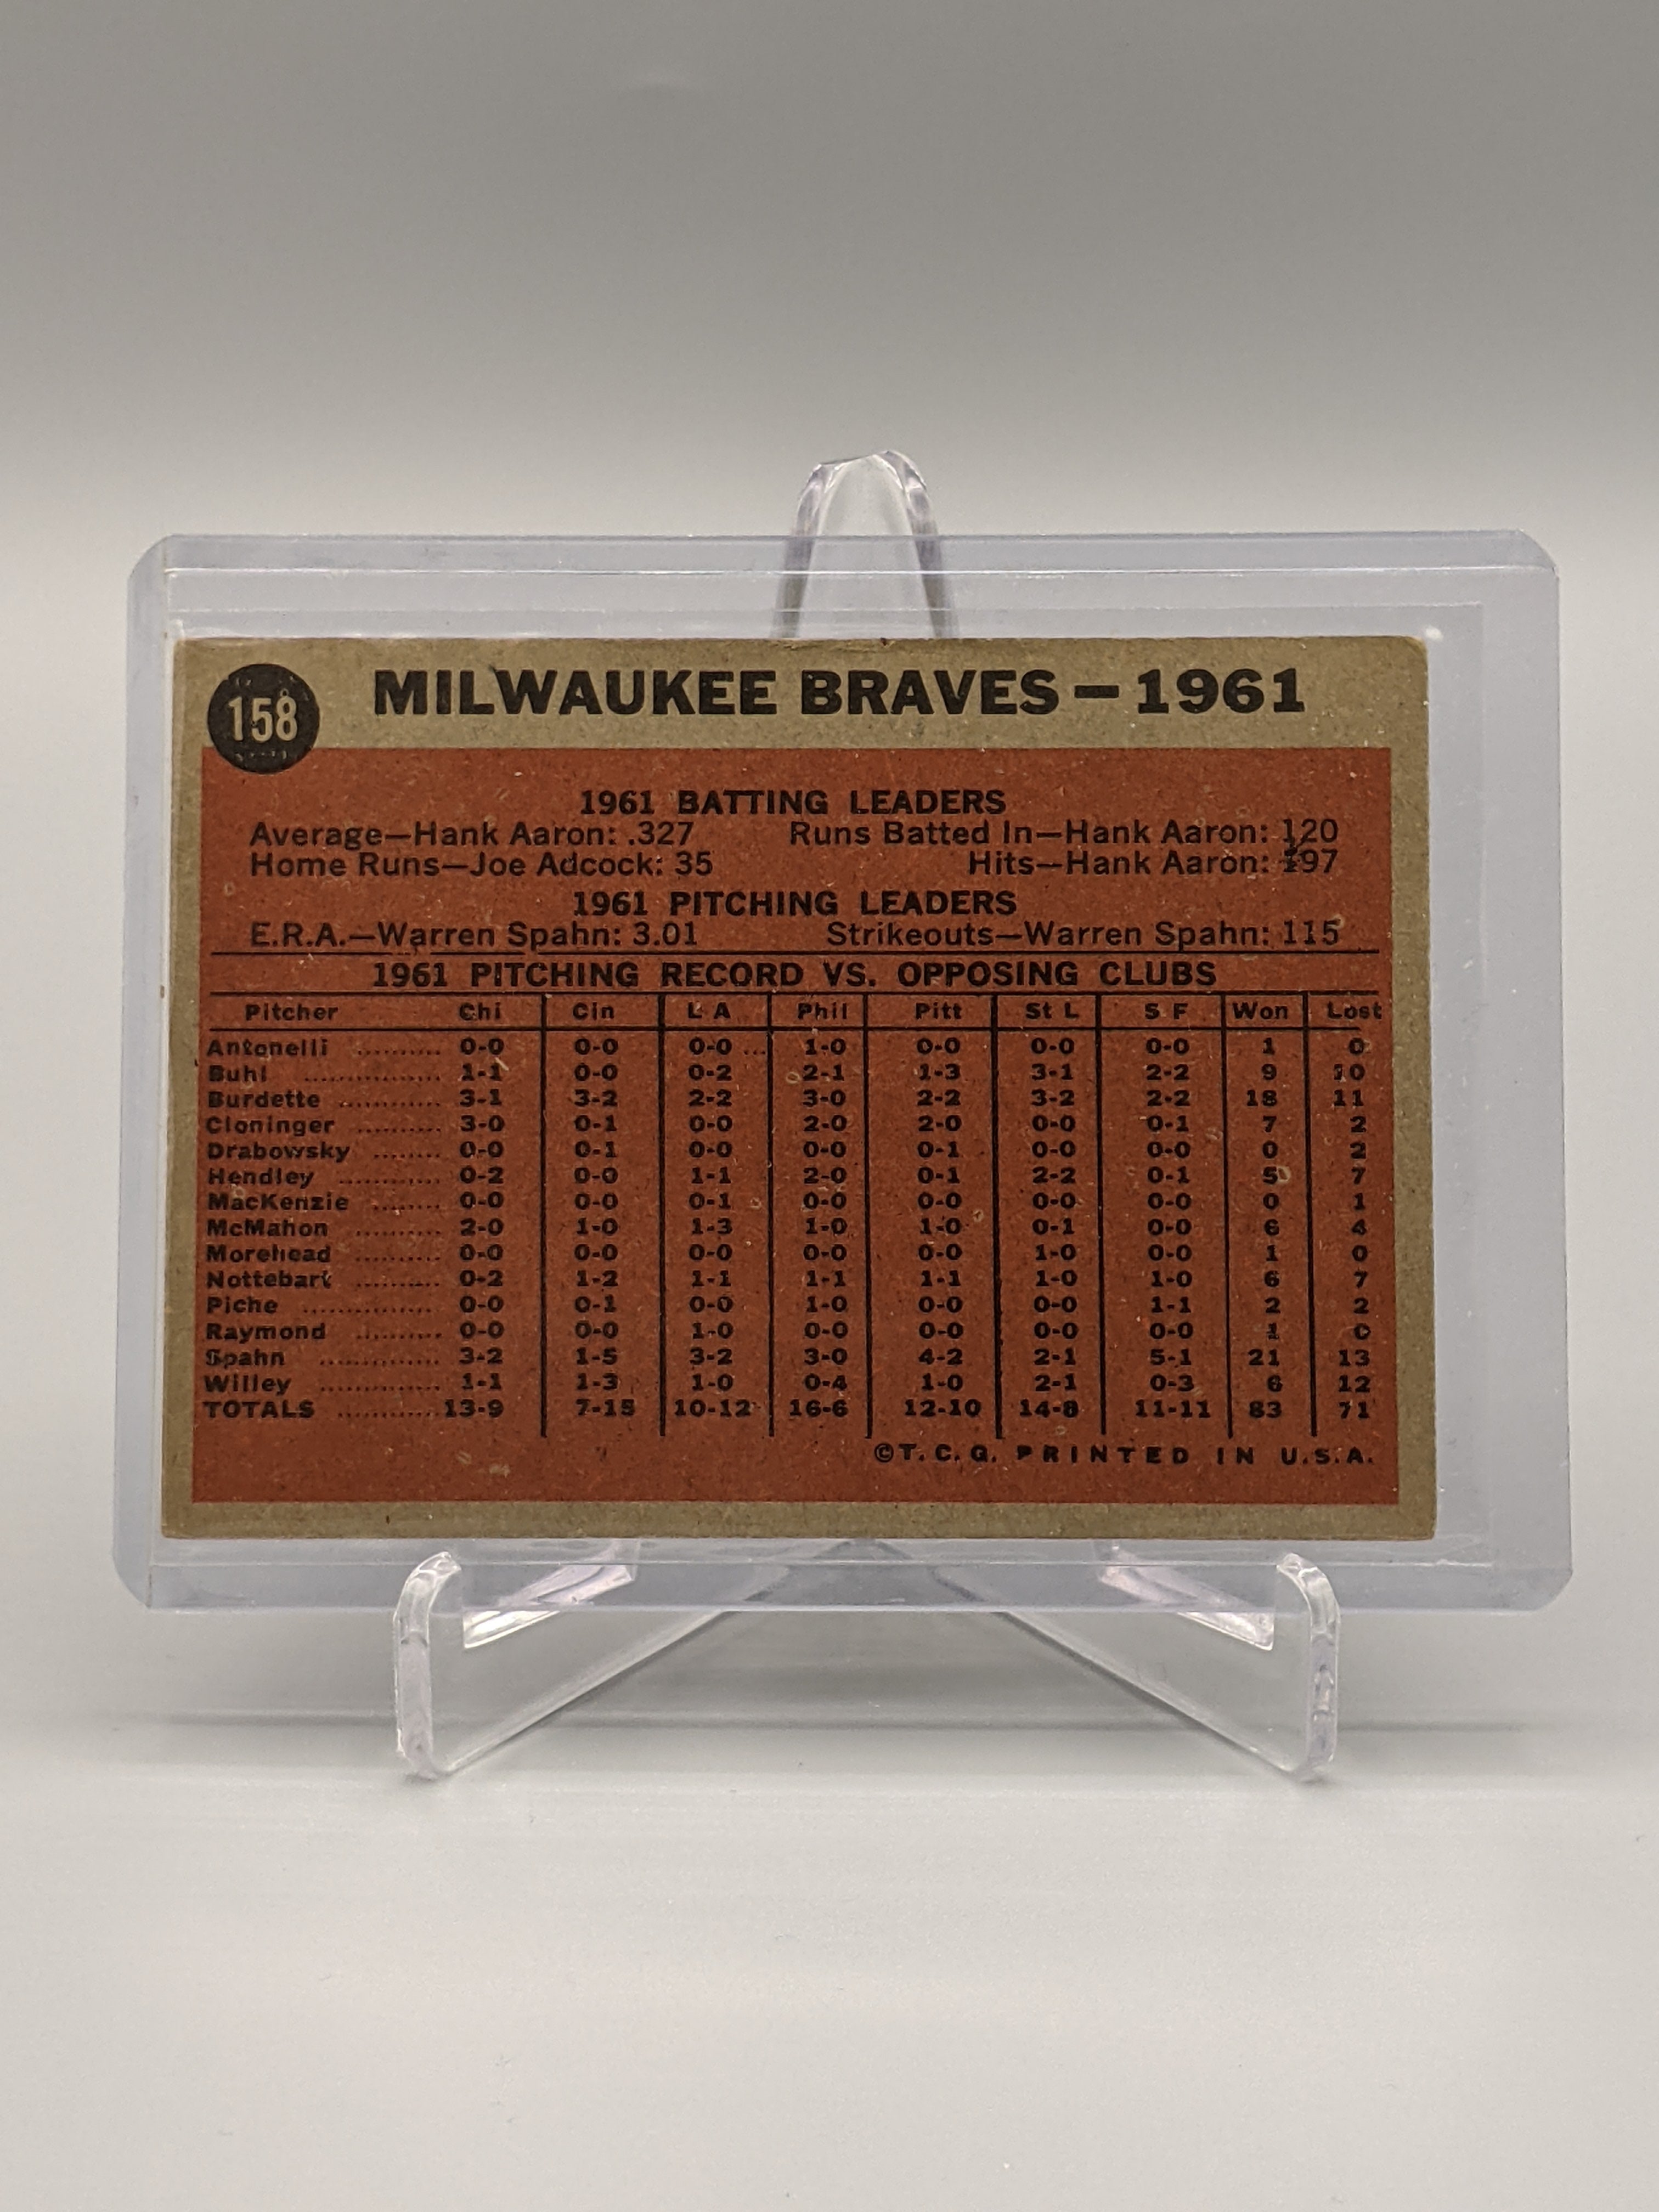 158
MILWAUKEE BRAVES – 1961
1961 BATTING LEADERS
Average—Hank Aaron: .327 Runs Batted In—Hank Aaron: 120
Home Runs—Joe Adcock: 35 Hits—Hank Aaron: 197
1961 PITCHING LEADERS
E.R.A.—Warren Spahn: 3.01 Strikeouts—Warren Spahn: 115
1961 PITCHING RECORD VS. OPPOSING CLUBS
Pitcher Chi Cin L A Phil Pitt St L S F Won Lost
Antonelli .......... 0-0 0-0 0-0 ... 1-0 0-0 0-0 0-0 1 0
Buhl ................ 1-1 0-0 0-2 2-1 1-3 3-1 2-2 9 10
Burdette ............ 3-1 3-2 2-2 3-0 2-2 3-2 2-2 18 11
Cloninger .......... 3-0 0-1 0-0 2-0 2-0 0-0 0-1 7 2
Drabowsky ........ 0-0 0-1 0-0 0-0 0-1 0-0 0-0 0 2
Hendley ............ 0-2 0-0 1-1 2-0 0-1 2-2 0-1 5 7
MacKenzie ........ 0-0 0-0 0-1 0-0 0-0 0-0 0-0 0 1
McMahon .......... 2-0 1-0 1-3 1-0 1-0 0-1 0-0 6 4
Morehead .......... 0-0 0-0 0-0 0-0 0-0 1-0 0-0 1 0
Nottebart .......... 0-2 1-2 1-1 1-1 1-1 1-0 1-0 6 7
Piche ............... 0-0 0-1 0-0 1-0 0-0 0-0 1-1 2 2
Raymond .......... 0-0 0-0 1-0 0-0 0-0 0-0 0-0 1 0
Spahn .............. 3-2 1-5 3-2 3-0 4-2 2-1 5-1 21 13
Willey .............. 1-1 1-3 1-0 0-4 1-0 2-1 0-3 6 12
TOTALS ............ 13-9 7-15 10-12 16-6 12-10 14-8 11-11 83 71
©T. C. G. PRINTED IN U.S.A.